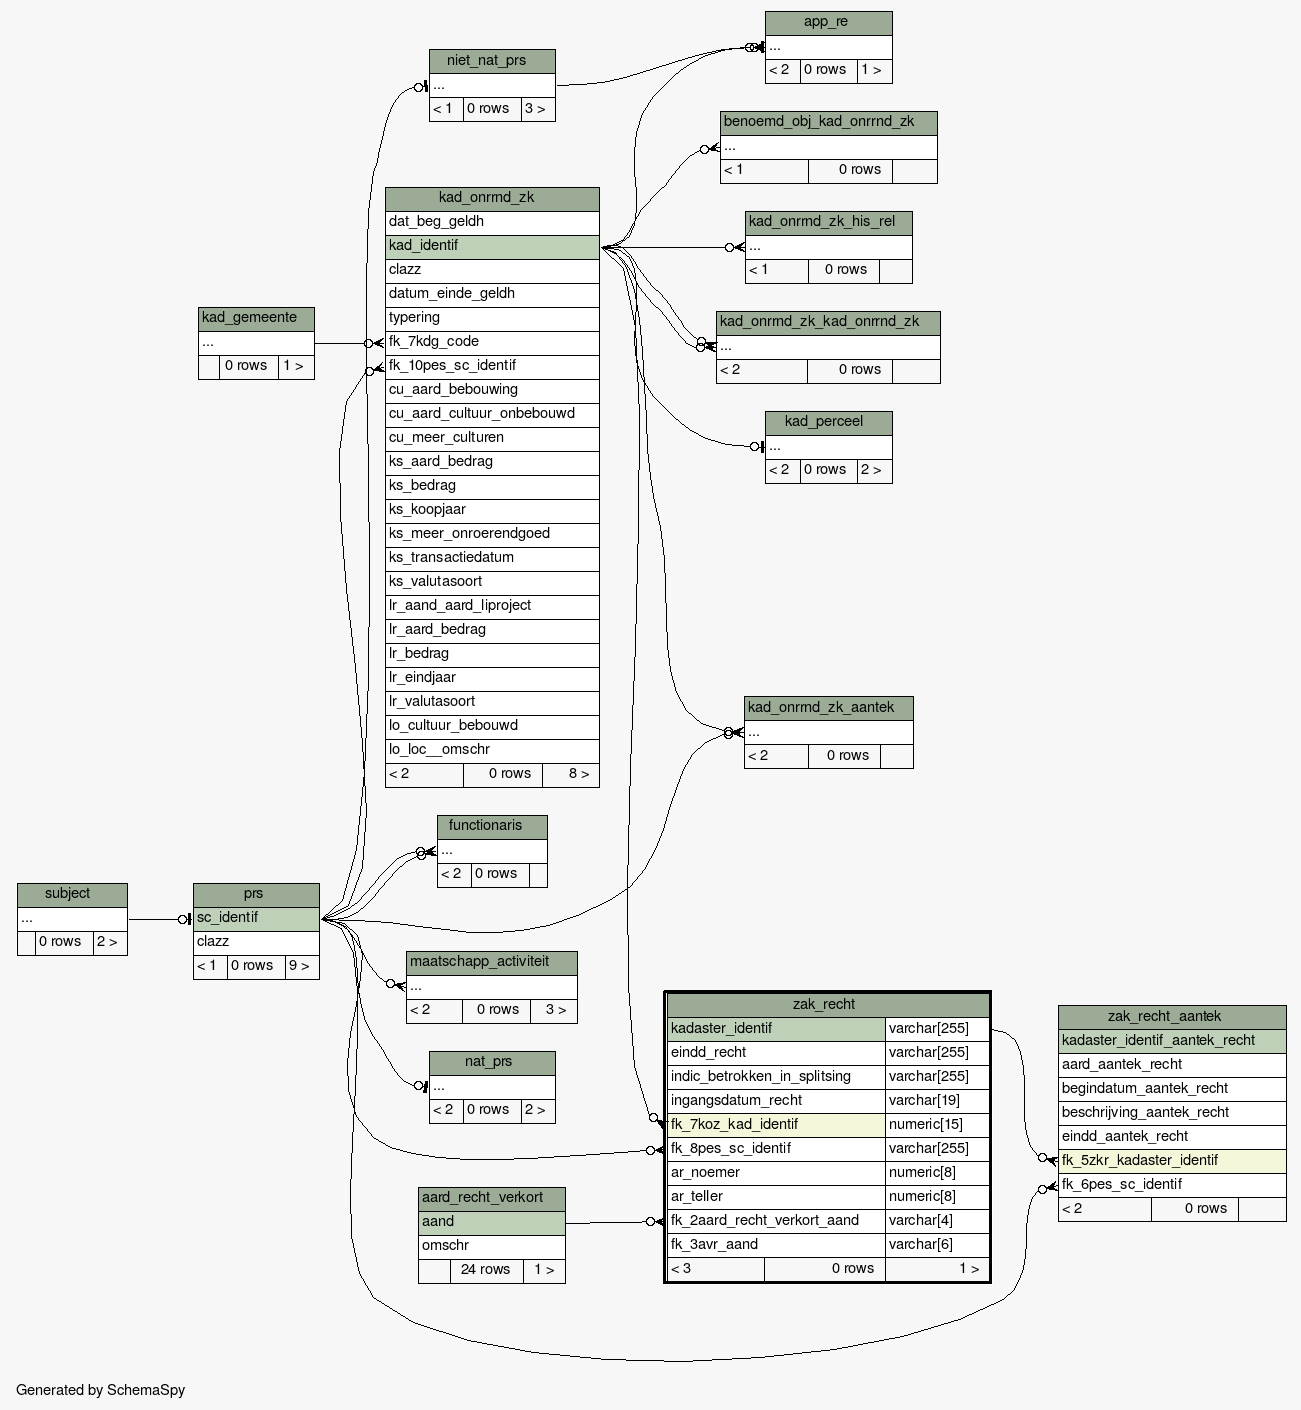 app_re
...
< 2 0 rows 1 >
niet_nat_prs
...
< 1 0 rows 3 >
benoemd_obj_kad_onrrnd_zk
...
< 1 0 rows
kad_onrrnd_zk
dat_beg_geldh
kad_identif
clazz
datum_einde_geldh
typering
fk_7kdg_code
fk_10pes_sc_identif
cu_aard_bebouwing
cu_aard_cultuur_onbebouwd
cu_meer_culturen
ks_aard_bedrag
ks_bedrag
ks_koopjaar
ks_meer_onroerendgoed
ks_transactiedatum
ks_valutasoort
lr_aand_aard_liproject
lr_aard_bedrag
lr_bedrag
lr_eindjaar
lr_valutasoort
lo_cultuur_bebouwd
lo_loc__omschr
< 2 0 rows 8 >
kad_onrrnd_zk_his_rel
...
< 1 0 rows
kad_gemeente
...
0 rows 1 >
kad_onrrnd_zk_kad_onrrnd_zk
...
< 2 0 rows
kad_perceel
...
< 2 0 rows 2 >
kad_onrrnd_zk_aantek
...
< 2 0 rows
functionaris
...
< 2 0 rows
subject
...
0 rows 2 >
prs
sc_identif
clazz
< 1 0 rows 9 >
maatschapp_activiteit
...
< 2 0 rows 3 >
nat_prs
...
< 2 0 rows 2 >
zak_recht
kadaster_identif varchar[255]
eindd_recht varchar[255]
indic_betrokken_in_splitsing varchar[255]
ingangsdatum_recht varchar[19]
fk_7koz_kad_identif numeric[15]
fk_8pes_sc_identif varchar[255]
ar_noemer numeric[8]
ar_teller numeric[8]
fk_2aard_recht_verkort_aand varchar[4]
fk_3avr_aand varchar[6]
< 3 0 rows 1 >
zak_recht_aantek
kadaster_identif_aantek_recht
aard_aantek_recht
begindatum_aantek_recht
beschrijving_aantek_recht
eindd_aantek_recht
fk_5zkr_kadaster_identif
fk_6pes_sc_identif
< 2 0 rows
aard_recht_verkort
aand
omschr
24 rows 1 >
Generated by SchemaSpy